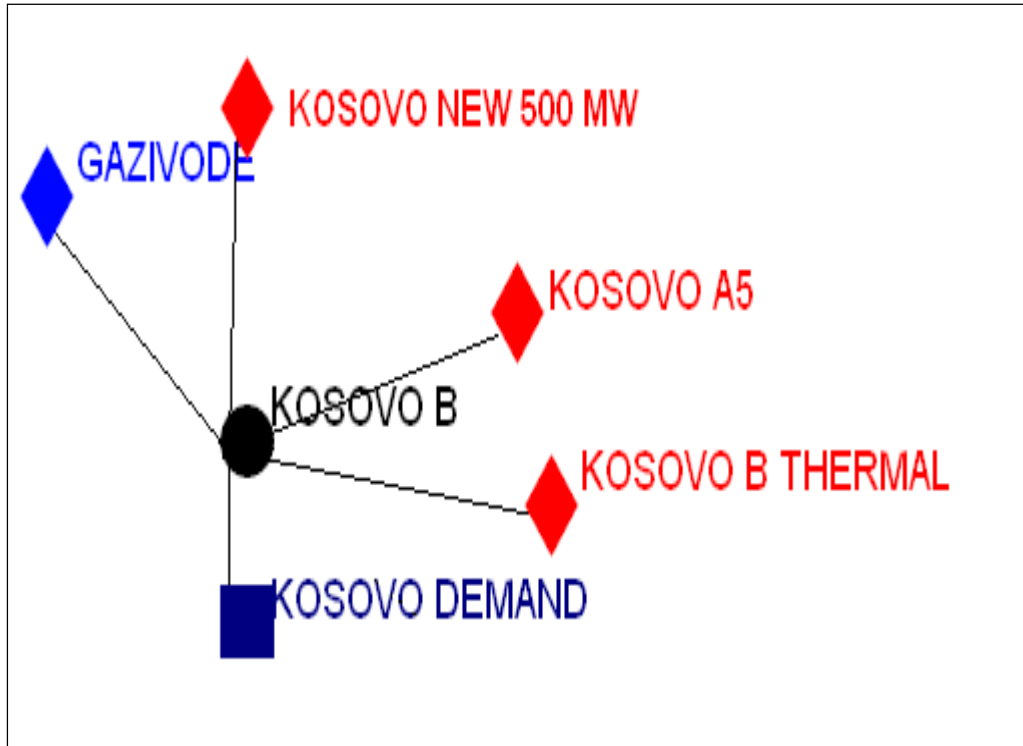 KOSOVO NEW 500 MW
GAZIVODE
KOSOVO A5
KOSOVO B
KOSOVO B THERMAL
KOSOVO DEMAND